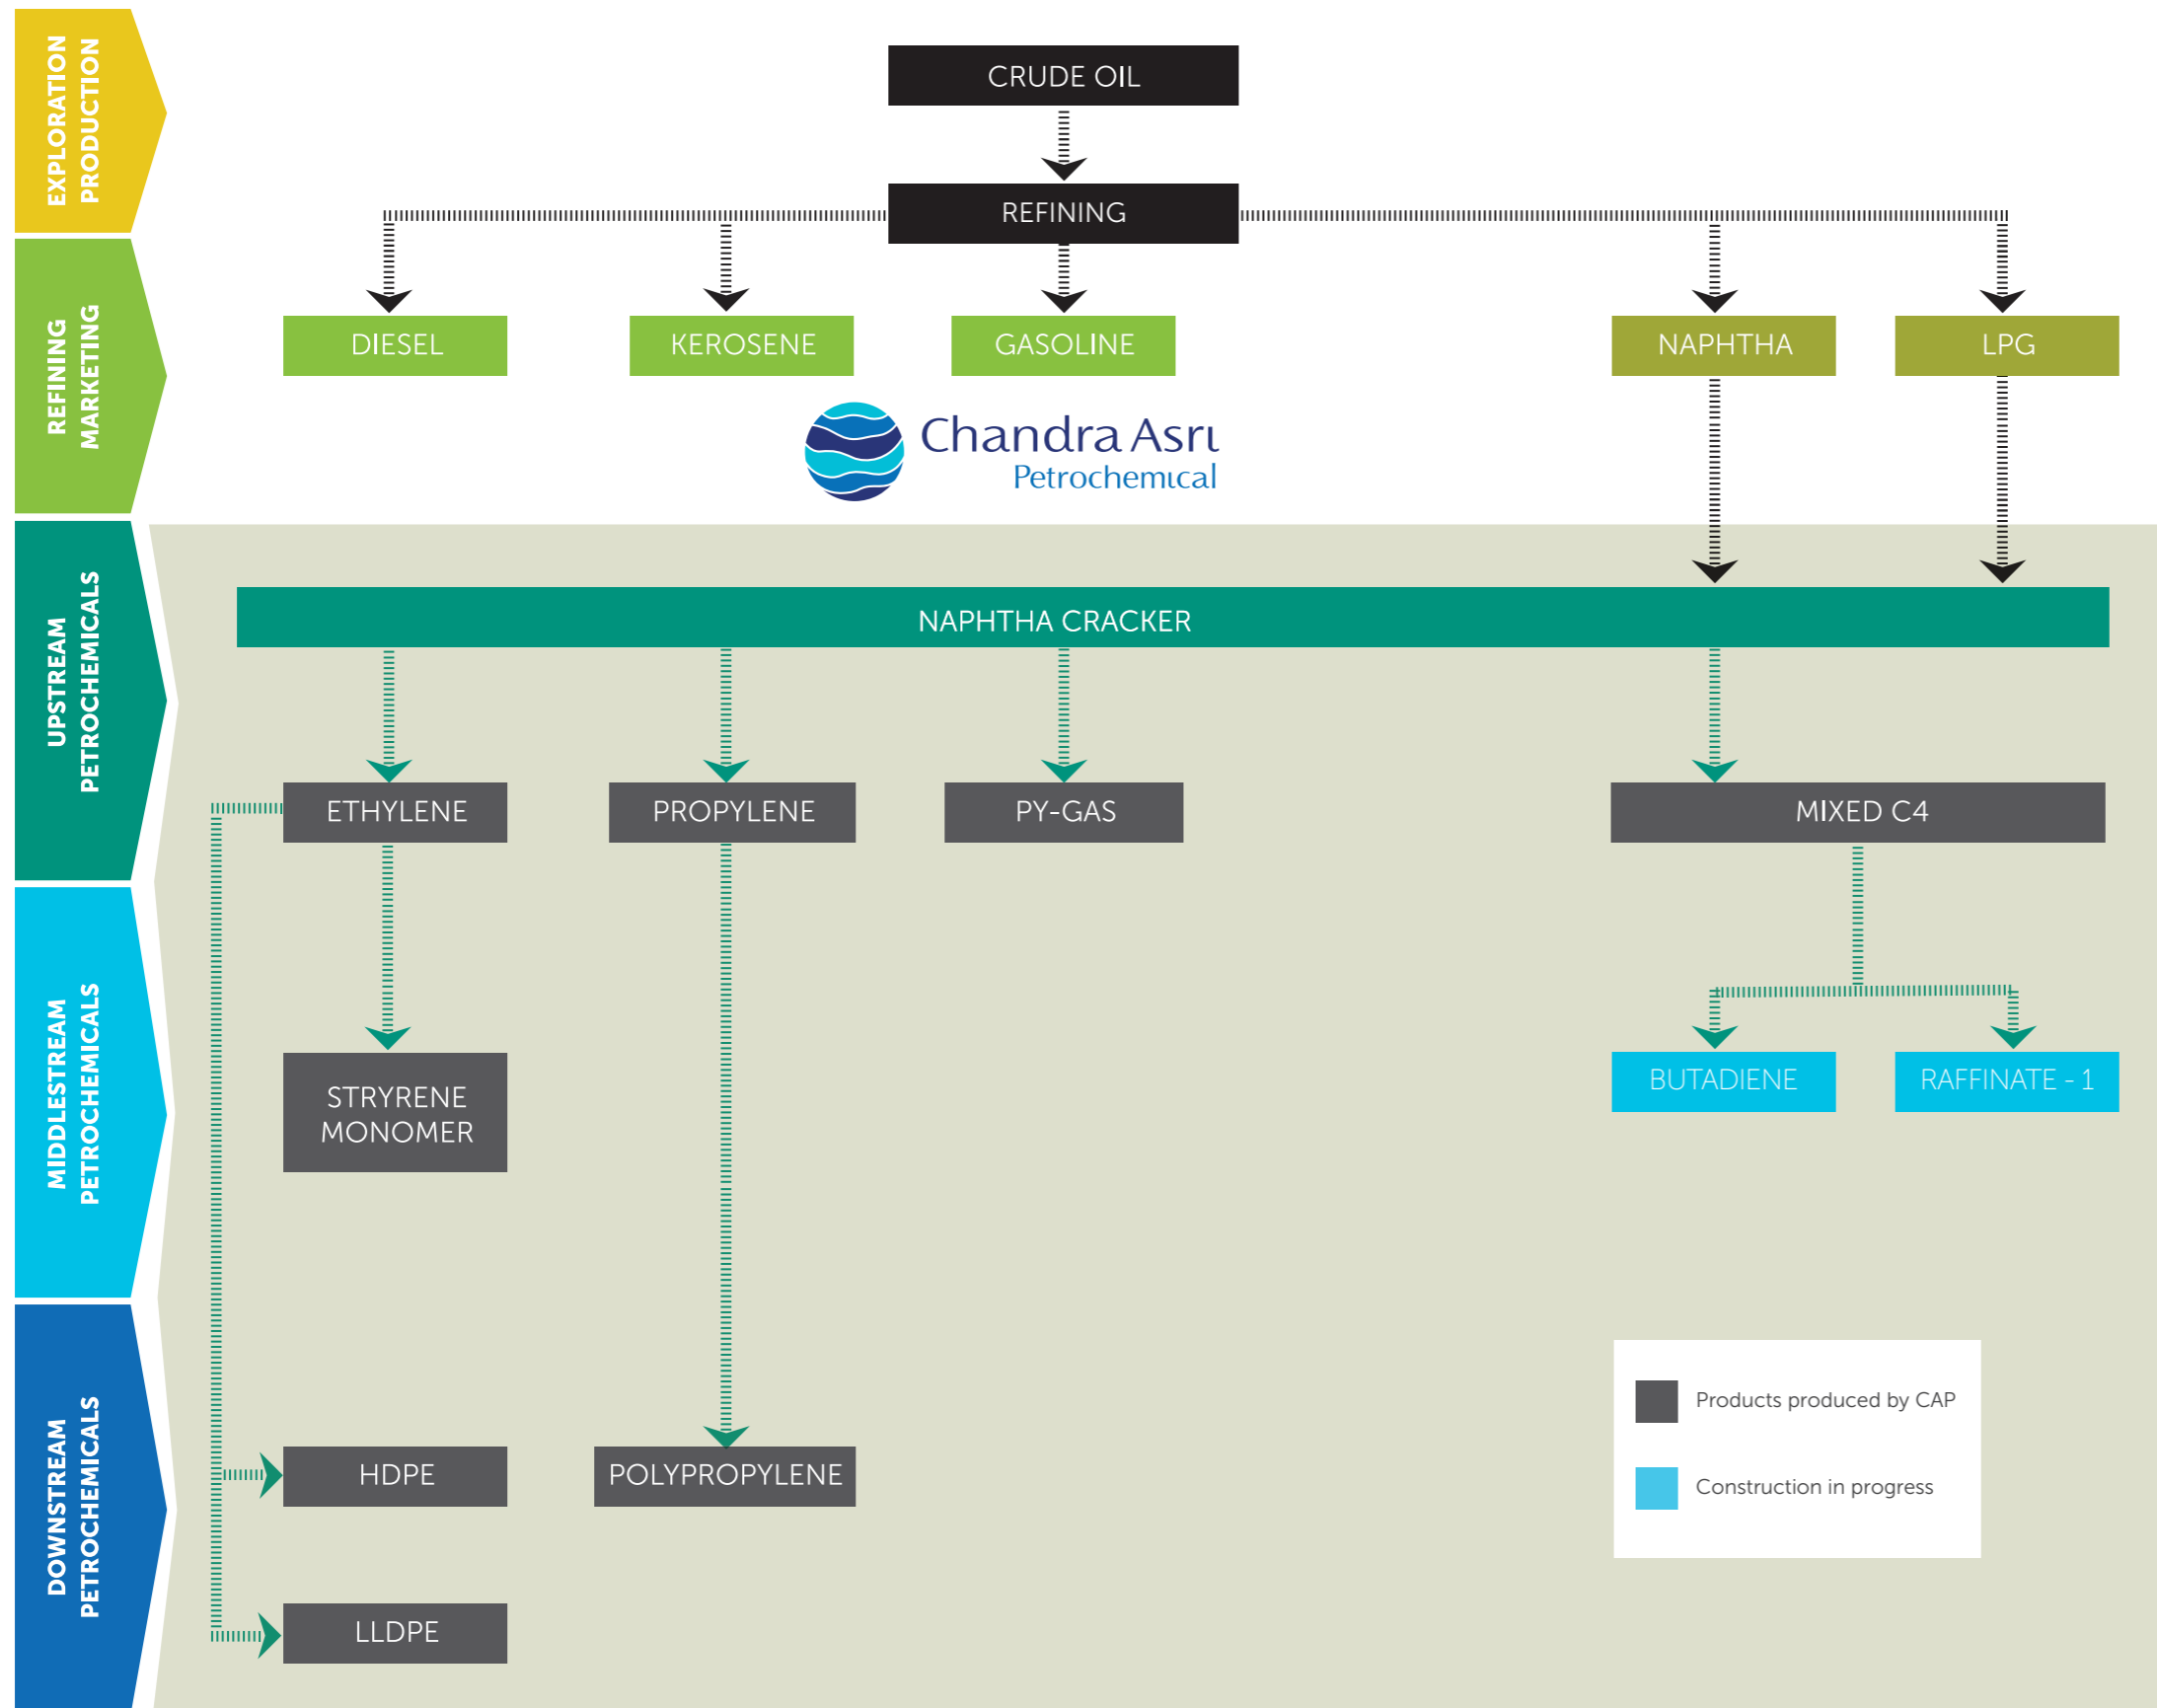 EXPLORATION
PRODUCTION
CRUDE OIL
REFINING
REFINING
MARKETING
DIESEL
KEROSENE
GASOLINE
NAPHTHA
LPG
Chandra Asri
Petrochemical
UPSTREAM
PETROCHEMICALS
NAPHTHA CRACKER
ETHYLENE
PROPYLENE
PY-GAS
MIXED C4
MIDDLESTREAM
PETROCHEMICALS
STRYRENE
MONOMER
BUTADIENE
RAFFINATE - 1
DOWNSTREAM
PETROCHEMICALS
HDPE
POLYPROPYLENE
LLDPE
Products produced by CAP
Construction in progress